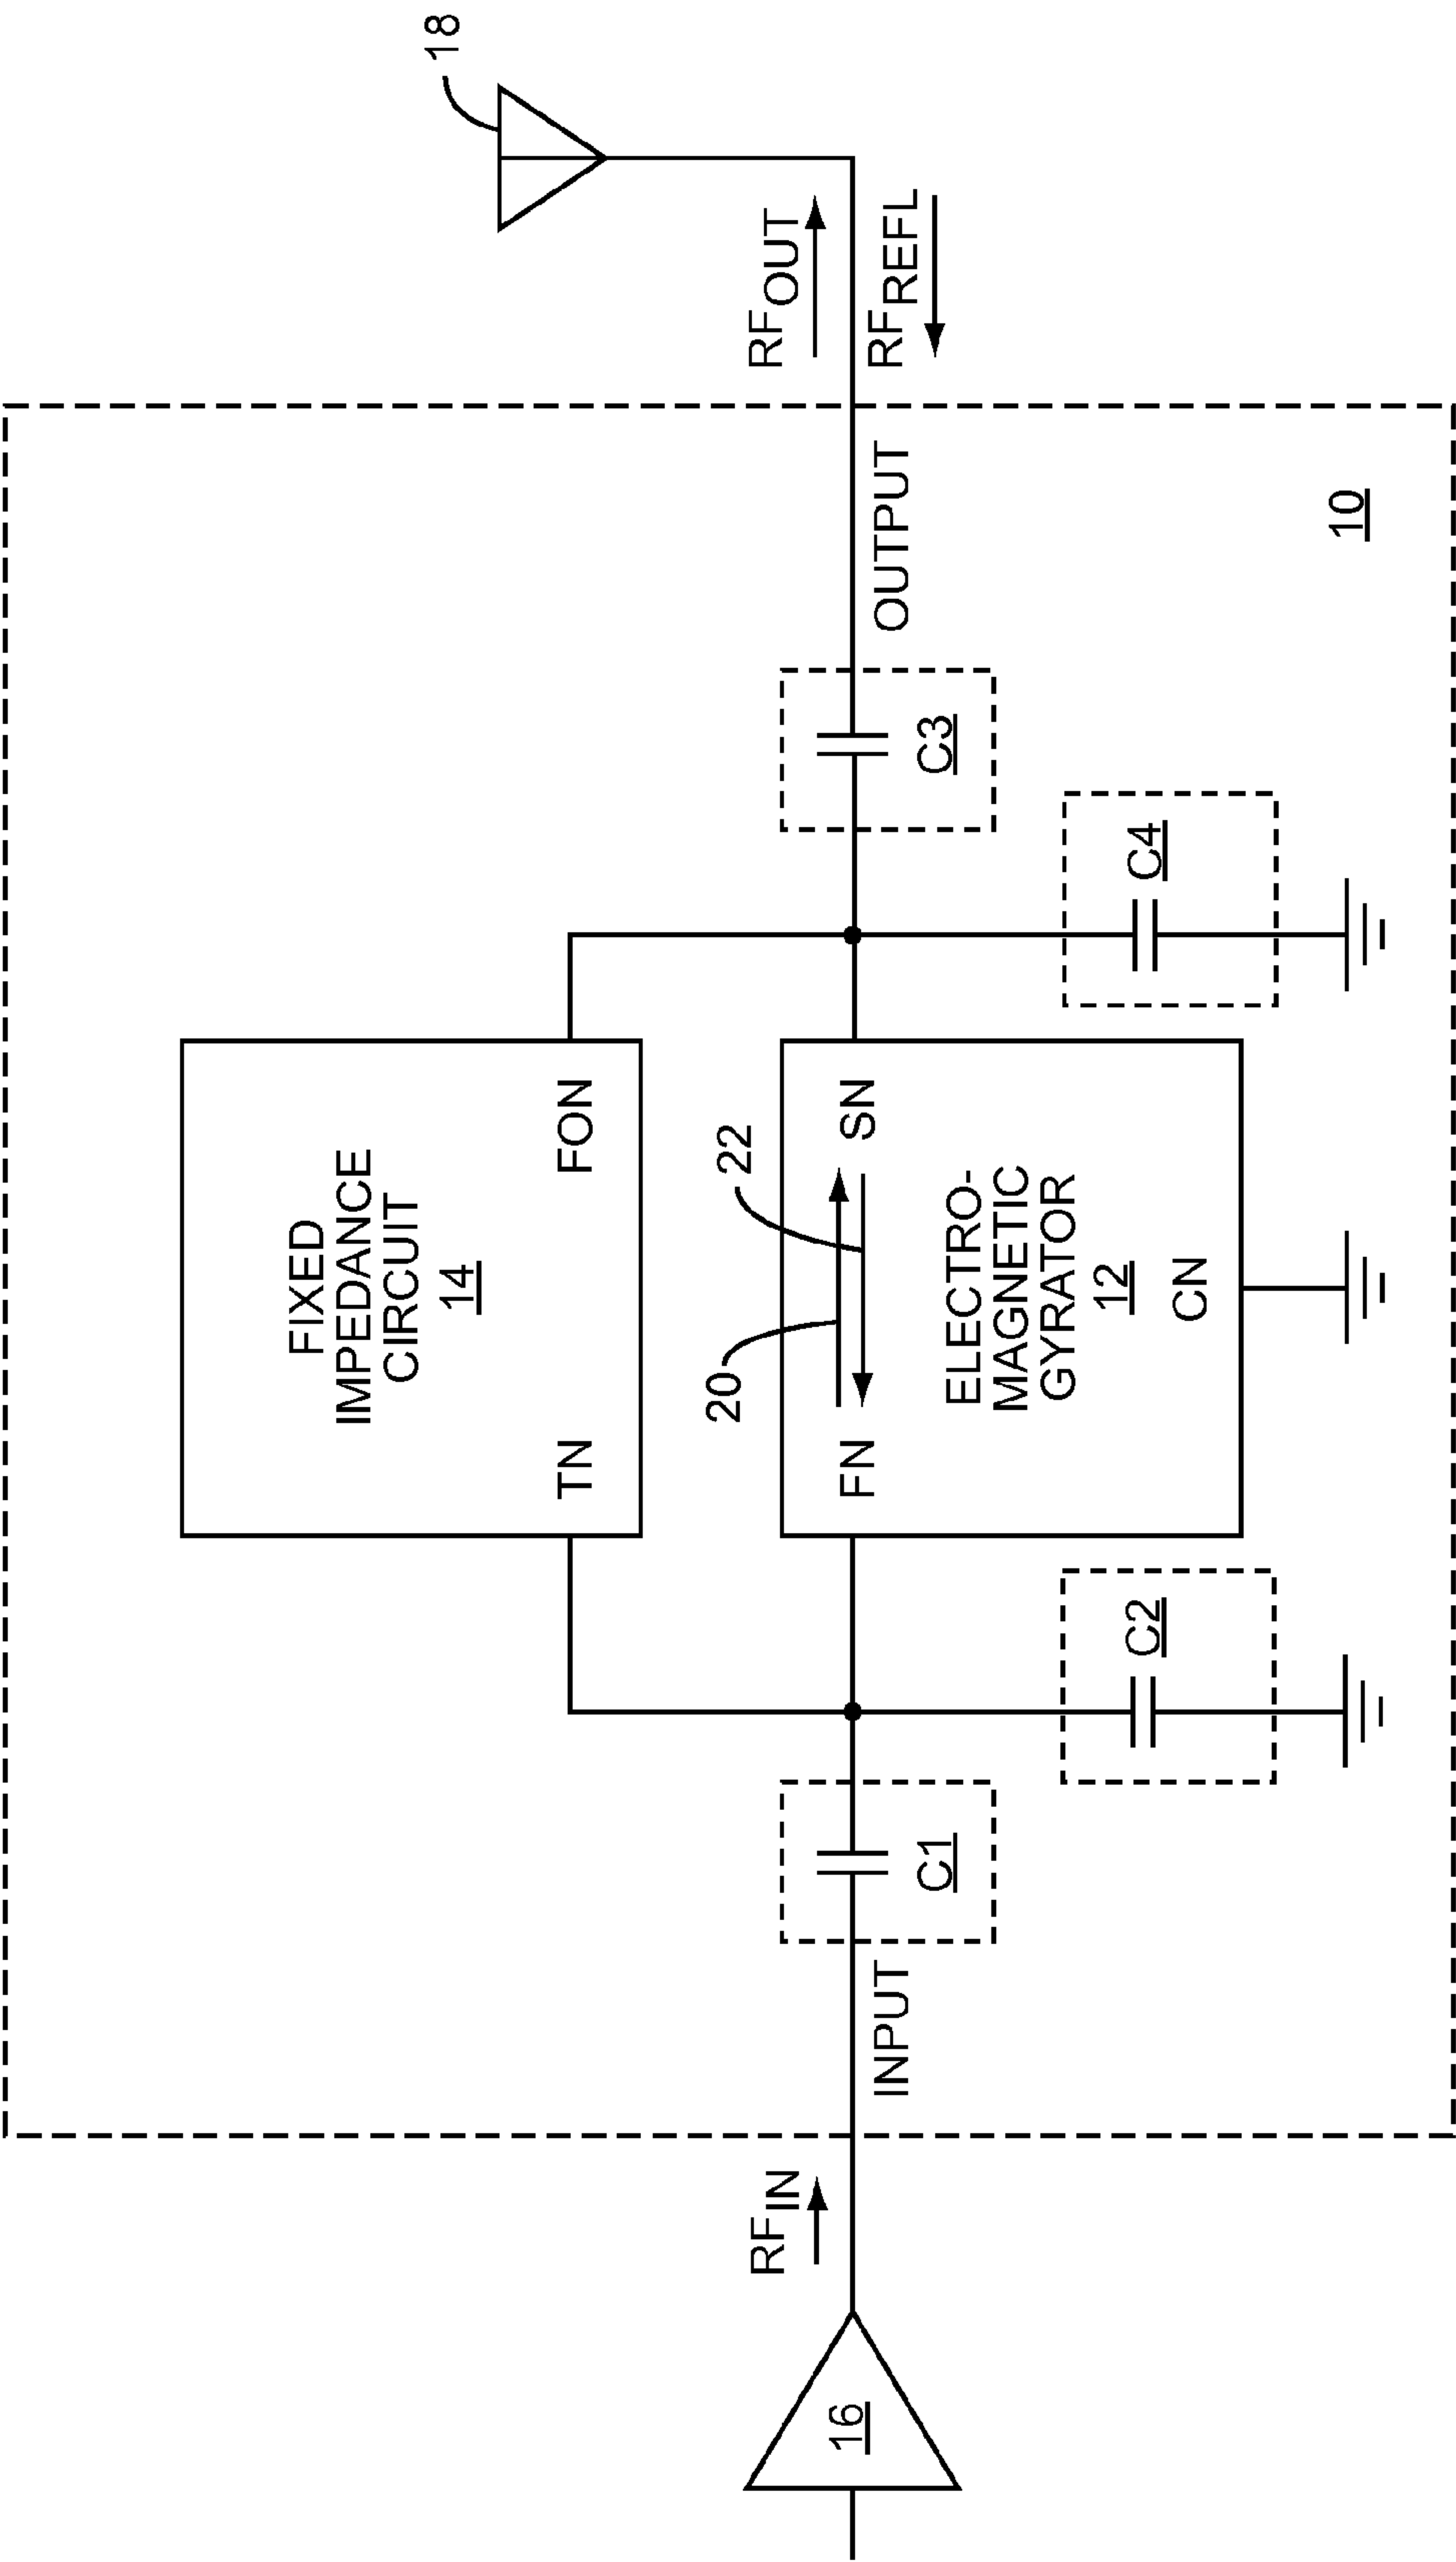 18
RFOUT
RFREFL
FIXED
IMPEDANCE
CIRCUIT
14
TN
FON
20
22
FN
SN
ELECTRO-
MAGNETIC
GYRATOR
12
CN
16
RFIN
INPUT
C1
C2
C3
C4
OUTPUT
10